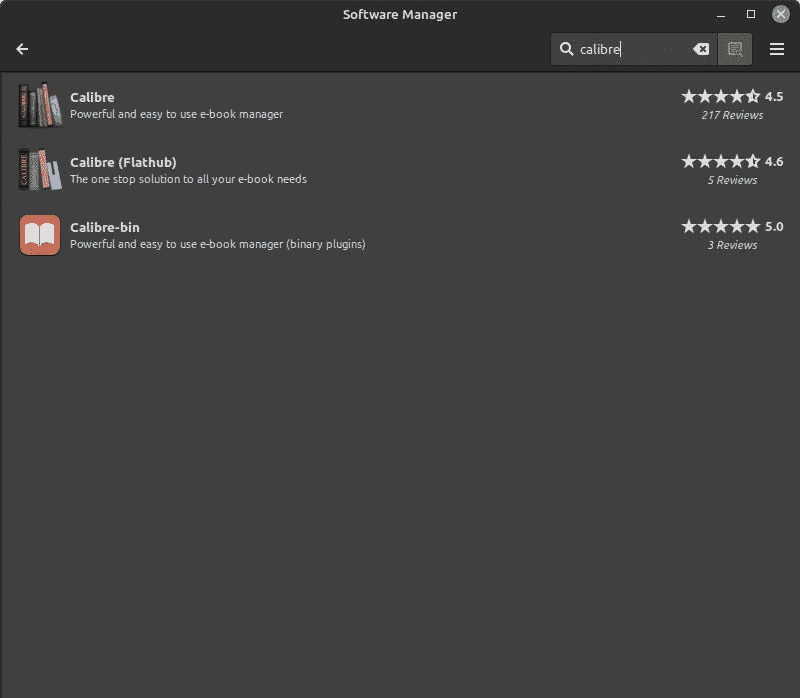 Software Manager
calibre
Calibre
Powerful and easy to use e-book manager
4.5
217 Reviews
Calibre (Flathub)
The one stop solution to all your e-book needs
4.6
5 Reviews
Calibre-bin
Powerful and easy to use e-book manager (binary plugins)
5.0
3 Reviews